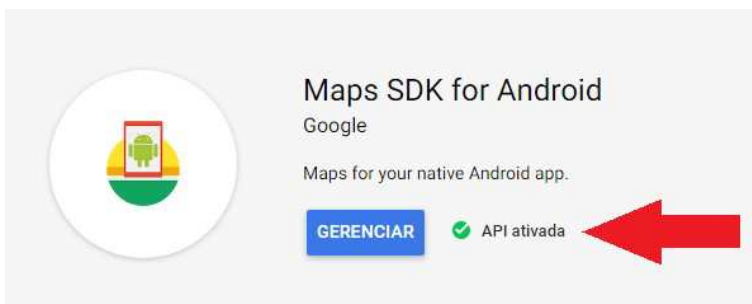 Maps SDK for Android
Google
Maps for your native Android app.
GERENCIAR API ativada